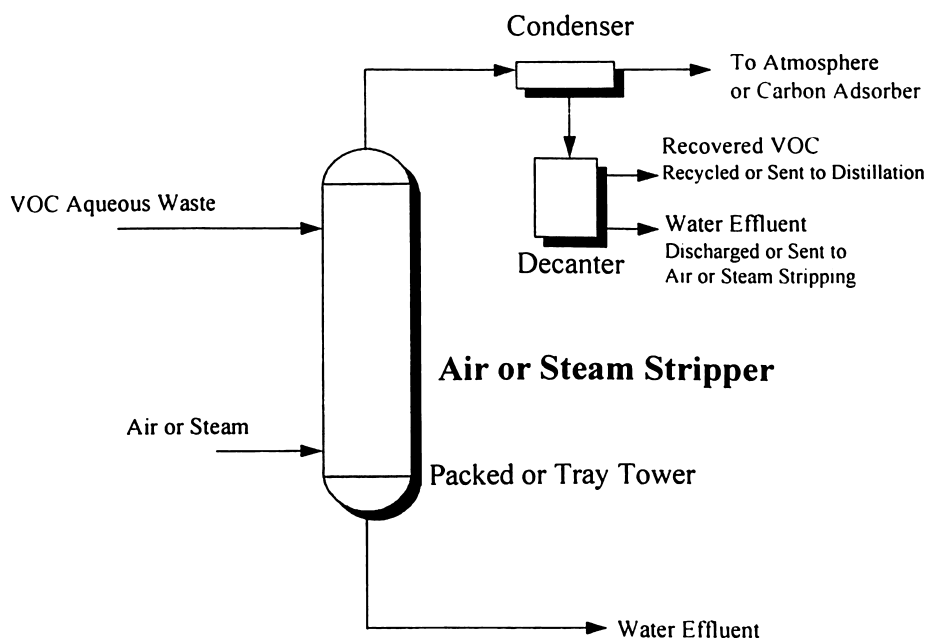 Condenser
To Atmosphere
or Carbon Adsorber
Recovered VOC
Recycled or Sent to Distillation
VOC Aqueous Waste
Water Effluent
Discharged or Sent to
Air or Steam Stripping
Decanter
Air or Steam Stripper
Air or Steam
Packed or Tray Tower
Water Effluent